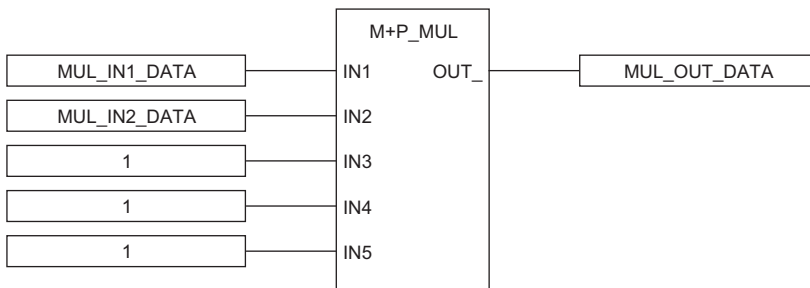 M+P_MUL
MUL_IN1_DATA IN1 OUT_ MUL_OUT_DATA
MUL_IN2_DATA IN2
1 IN3
1 IN4
1 IN5